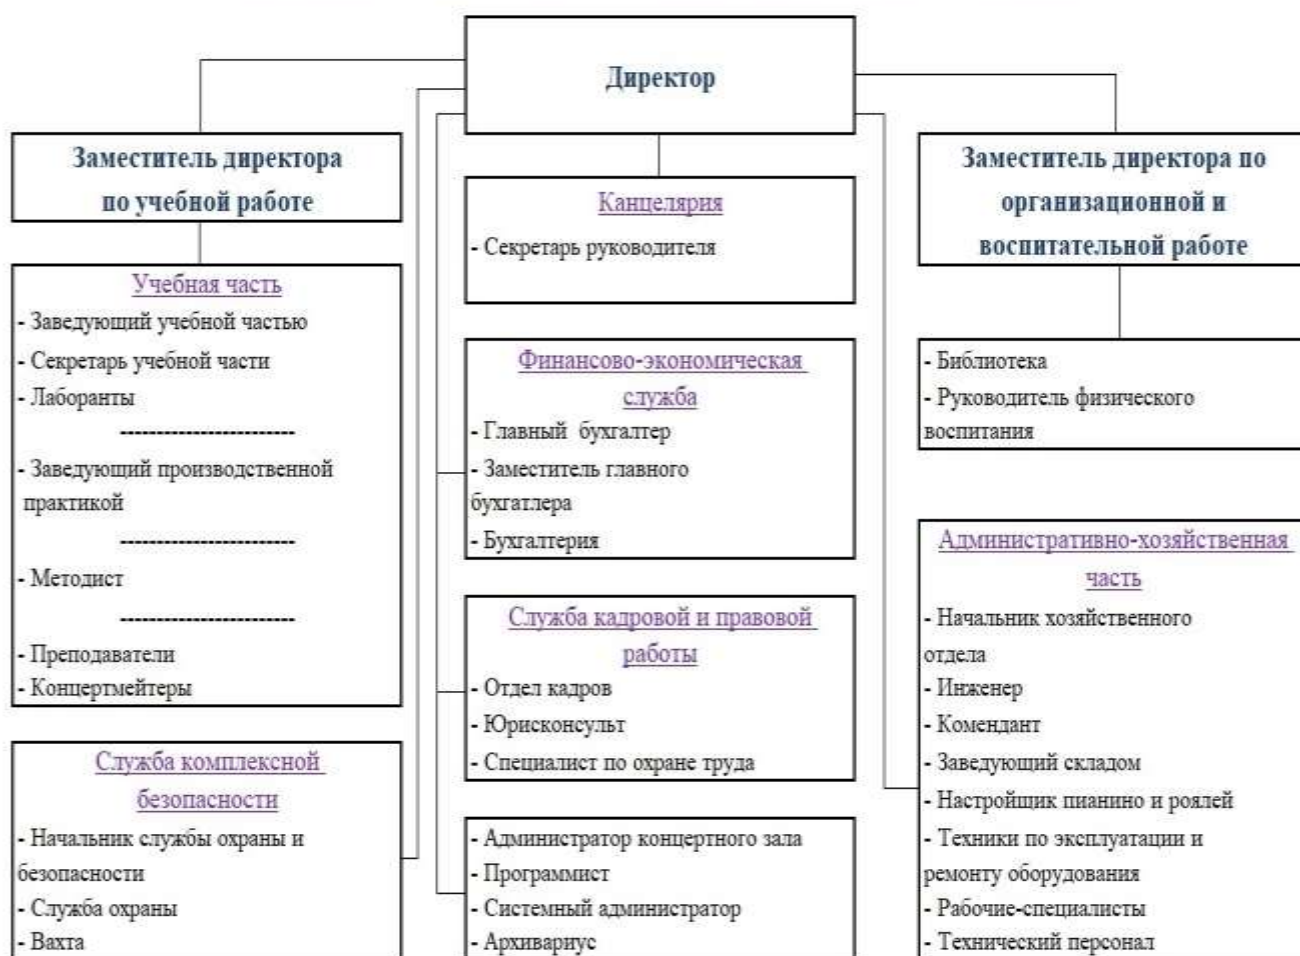 Директор
Заместитель директора
по учебной работе
Учебная часть
- Заведующий учебной частью
- Секретарь учебной части
- Лаборанты
------------------------
- Заведующий производственной
практикой
------------------------
- Методист
------------------------
- Преподаватели
- Концертмейтеры
Служба комплексной
безопасности
- Начальник службы охраны и
безопасности
- Служба охраны
- Вахта
Канцелярия
- Секретарь руководителя
Финансово-экономическая
служба
- Главный бухгалтер
- Заместитель главного
бухгатлера
- Бухгалтерия
Служба кадровой и правовой
работы
- Отдел кадров
- Юрисконсульт
- Специалист по охране труда
- Администратор концертного зала
- Программист
- Системный администратор
- Архивариус
Заместитель директора по
организационной и
воспитательной работе
- Библиотека
- Руководитель физического
воспитания
Административно-хозяйственная
часть
- Начальник хозяйственного
отдела
- Инженер
- Комендант
- Заведующий складом
- Настройщик пианино и роялей
- Техники по эксплуатации и
ремонту оборудования
- Рабочие-специалисты
- Технический персонал